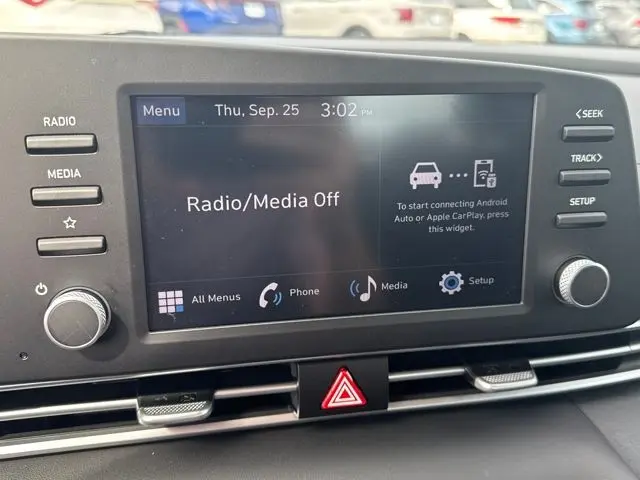 RADIO
MEDIA
Menu
Thu, Sep. 25
3:02 PM
Radio/Media Off
To start connecting Android
Auto or Apple CarPlay, press
this widget.
All Menus
Phone
Media
Setup
<SEEK
TRACK>
SETUP